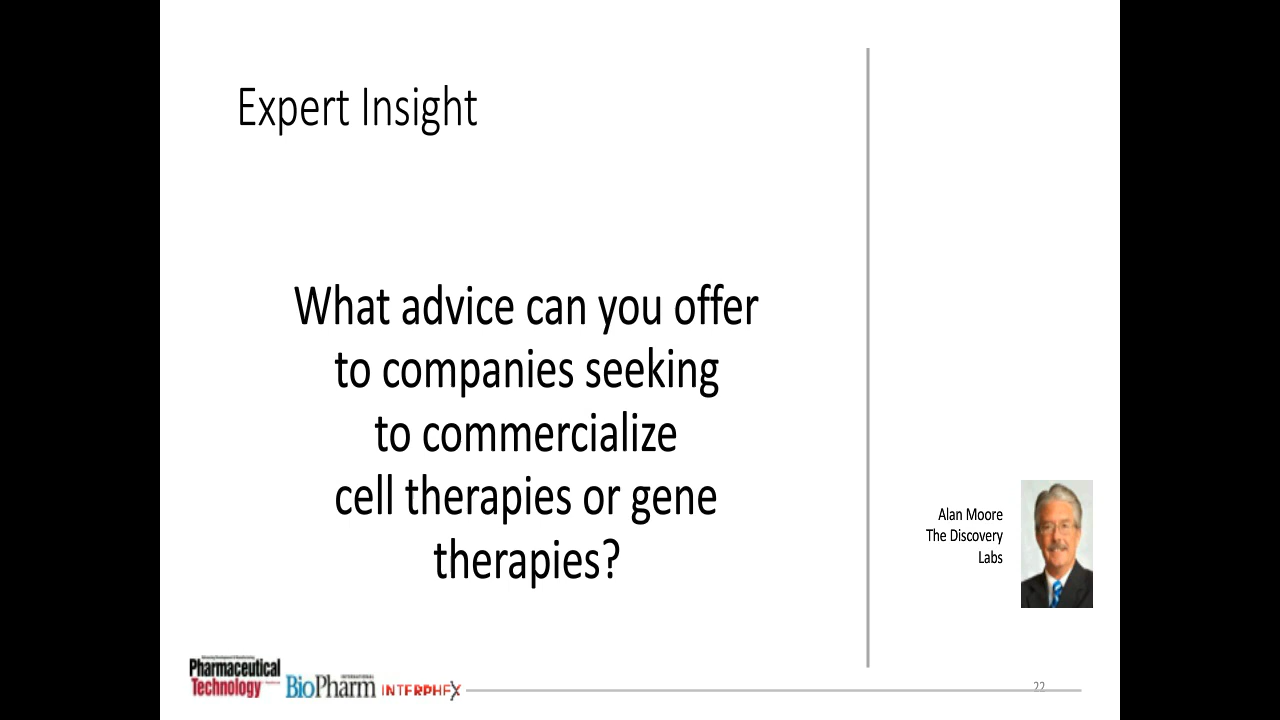 Expert Insight
What advice can you offer
to companies seeking
to commercialize
cell therapies or gene
therapies?
Alan Moore
The Discovery
Labs
Pharmaceutical
Technology
INTERNATIONAL
BioPharm
INTERPHEX
22